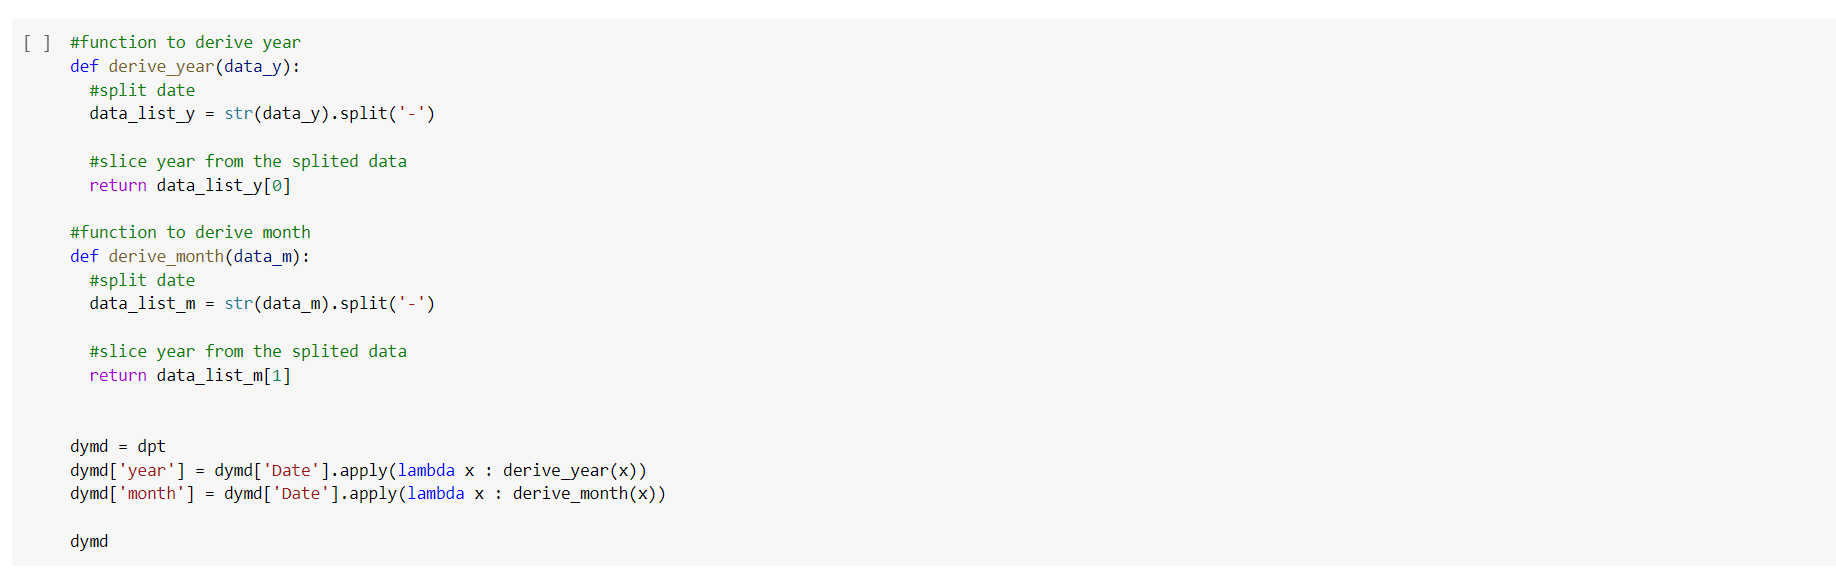 [ ] #function to derive year
def derive_year(data_y):
#split date
data_list_y = str(data_y).split('-')
#slice year from the splited data
return data_list_y[0]
#function to derive month
def derive_month(data_m):
#split date
data_list_m = str(data_m).split('-')
#slice year from the splited data
return data_list_m[1]
dymd = dpt
dymd['year'] = dymd['Date'].apply(lambda x : derive_year(x))
dymd['month'] = dymd['Date'].apply(lambda x : derive_month(x))
dymd